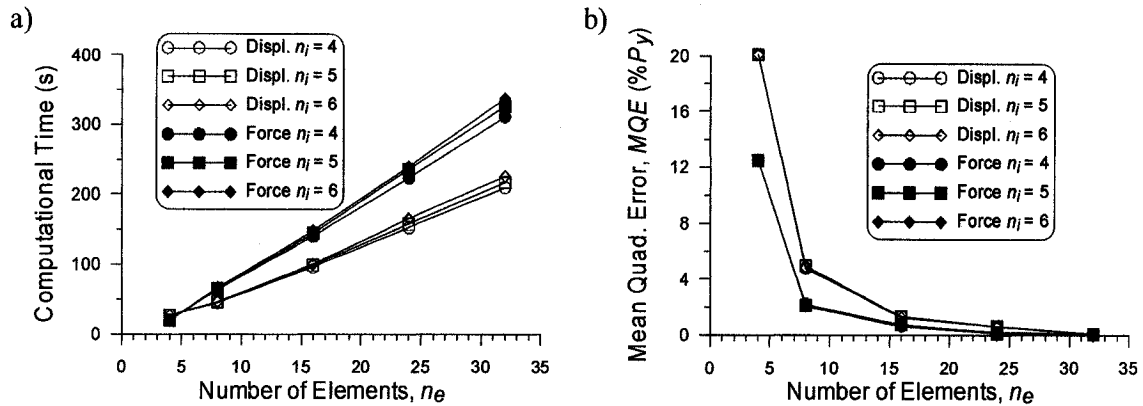 a)
Computational Time (s)
400
300
200
100
0
Displ. ni = 4
Displ. ni = 5
Displ. ni = 6
Force ni = 4
Force ni = 5
Force ni = 6
0 5 10 15 20 25 30 35
Number of Elements, ne
b)
Mean Quad. Error, MQE (%Py)
20
16
12
8
4
0
Displ. ni = 4
Displ. ni = 5
Displ. ni = 6
Force ni = 4
Force ni = 5
Force ni = 6
0 5 10 15 20 25 30 35
Number of Elements, ne